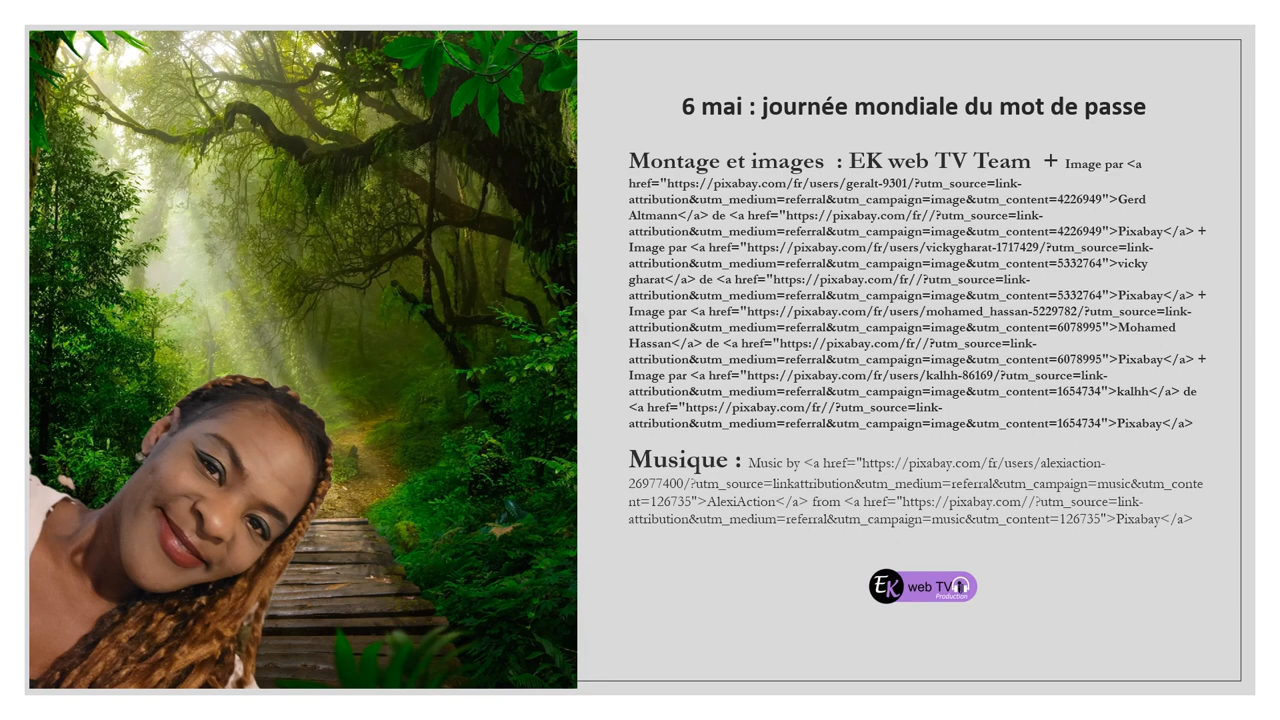 6 mai : journée mondiale du mot de passe
Montage et images : EK web TV Team + Image par <a
href="https://pixabay.com/fr/users/geralt-9301/?utm_source=link-
attribution&utm_medium=referral&utm_campaign=image&utm_content=4226949">Gerd
Altmann</a> de <a href="https://pixabay.com/fr//?utm_source=link-
attribution&utm_medium=referral&utm_campaign=image&utm_content=4226949">Pixabay</a> +
Image par <a href="https://pixabay.com/fr/users/vickygharat-1717429/?utm_source=link-
attribution&utm_medium=referral&utm_campaign=image&utm_content=5332764">vicky
gharat</a> de <a href="https://pixabay.com/fr//?utm_source=link-
attribution&utm_medium=referral&utm_campaign=image&utm_content=5332764">Pixabay</a> +
Image par <a href="https://pixabay.com/fr/users/mohamed_hassan-5229782/?utm_source=link-
attribution&utm_medium=referral&utm_campaign=image&utm_content=6078995">Mohamed
Hassan</a> de <a href="https://pixabay.com/fr//?utm_source=link-
attribution&utm_medium=referral&utm_campaign=image&utm_content=6078995">Pixabay</a> +
Image par <a href="https://pixabay.com/fr/users/kalhh-86169/?utm_source=link-
attribution&utm_medium=referral&utm_campaign=image&utm_content=1654734">kalhh</a> de
<a href="https://pixabay.com/fr//?utm_source=link-
attribution&utm_medium=referral&utm_campaign=image&utm_content=1654734">Pixabay</a>
Musique : Music by <a href="https://pixabay.com/fr/users/alexiaction-
26977400/?utm_source=linkattribution&utm_medium=referral&utm_campaign=music&utm_conte
nt=126735">AlexiAction</a> from <a href="https://pixabay.com//?utm_source=link-
attribution&utm_medium=referral&utm_campaign=music&utm_content=126735">Pixabay</a>
EK web TV
Production